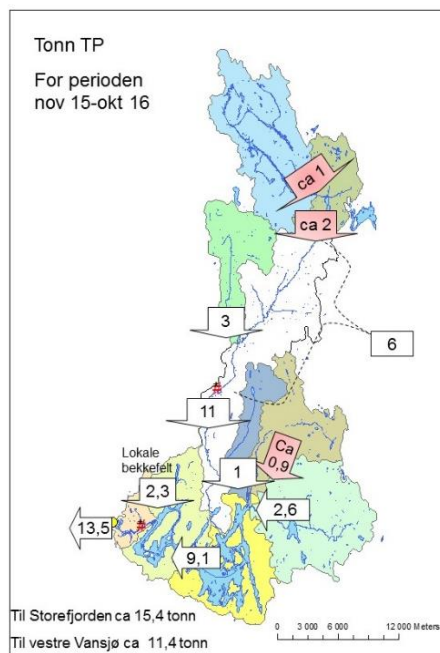 Tonn TP
For perioden
nov 15-okt 16
ca 1
ca 2
3
6
11
Ca
0,9
Lokale
bekkefelt
1
2,3
2,6
13,5
9,1
Til Storefjorden ca 15,4 tonn
Til vestre Vansjø ca 11,4 tonn
0 3 000 6 000 12 000 Meters